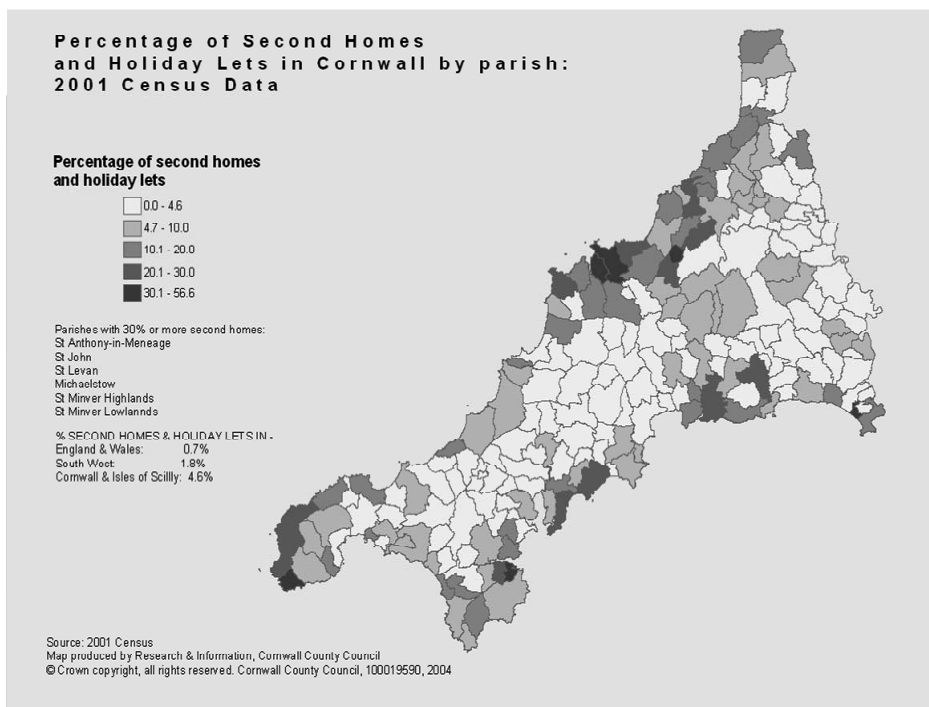 Percentage of Second Homes
and Holiday Lets in Cornwall by parish:
2001 Census Data
Percentage of second homes
and holiday lets
0.0 - 4.6
4.7 - 10.0
10.1 - 20.0
20.1 - 30.0
30.1 - 56.6
Parishes with 30% or more second homes:
St Anthony-in-Meneage
St John
St Levan
Michaelstow
St Minver Highlands
St Minver Lowlannds
% SECOND HOMES & HOLIDAY LETS IN -
England & Wales: 0.7%
South West: 1.8%
Cornwall & Isles of Scillly: 4.6%
Source: 2001 Census
Map produced by Research & Information, Cornwall County Council
© Crown copyright, all rights reserved. Cornwall County Council, 100019590, 2004